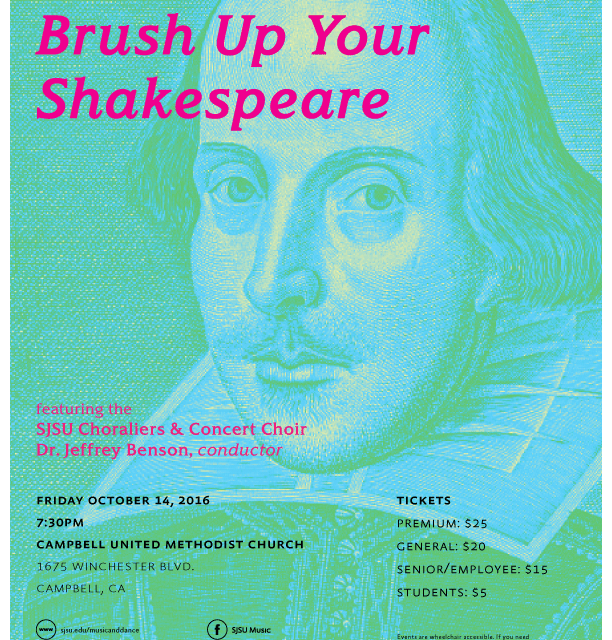 Brush Up Your
Shakespeare
featuring the
SJSU Choraliers & Concert Choir
Dr. Jeffrey Benson, conductor
FRIDAY OCTOBER 14, 2016
7:30PM
CAMPBELL UNITED METHODIST CHURCH
1675 WINCHESTER BLVD.
CAMPBELL, CA
TICKETS
PREMIUM: $25
GENERAL: $20
SENIOR/EMPLOYEE: $15
STUDENTS: $5
www sjsu.edu/musicanddance
f SJSU Music
Events are wheelchair accessible. If you need